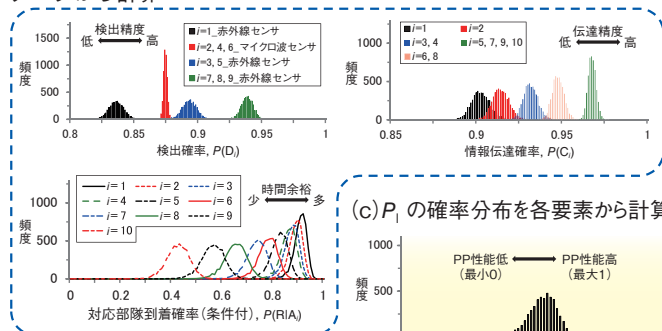 検出精度
低 高
i=1_赤外線センサ
i=2, 4, 6_マイクロ波センサ
i=3, 5_赤外線センサ
i=7, 8, 9_赤外線センサ
頻度
1500
1000
500
0
0.8 0.85 0.9 0.95 1
検出確率, P(Di)
i=1 i=2
i=3, 4 i=5, 7, 9, 10
i=6, 8
伝達精度
低 高
1000
500
0
頻度
0.85 0.9 0.95 1
情報伝達確率, P(Ci)
i=1 i=2 i=3
i=4 i=5 i=6
i=7 i=8 i=9
i=10
時間余裕
少 多
頻度
1000
500
0
0 0.2 0.4 0.6 0.8 1
対応部隊到着確率(条件付), P(R|Ai)
(c)PI の確率分布を各要素から計算
1000
500
頻度
PP性能低 PP性能高
(最小0) (最大1)